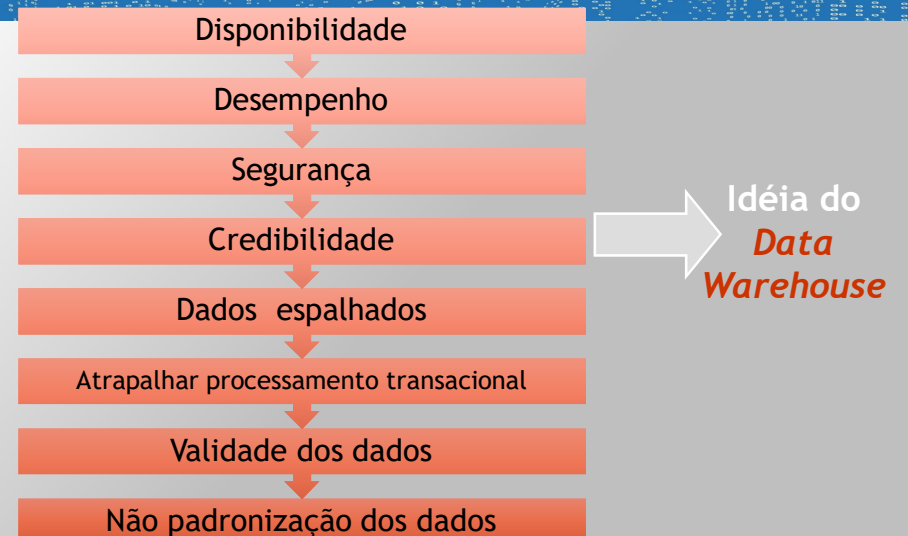 Disponibilidade
Desempenho
Segurança
Credibilidade
Dados espalhados
Atrapalhar processamento transacional
Validade dos dados
Não padronização dos dados
Idéia do
Data
Warehouse